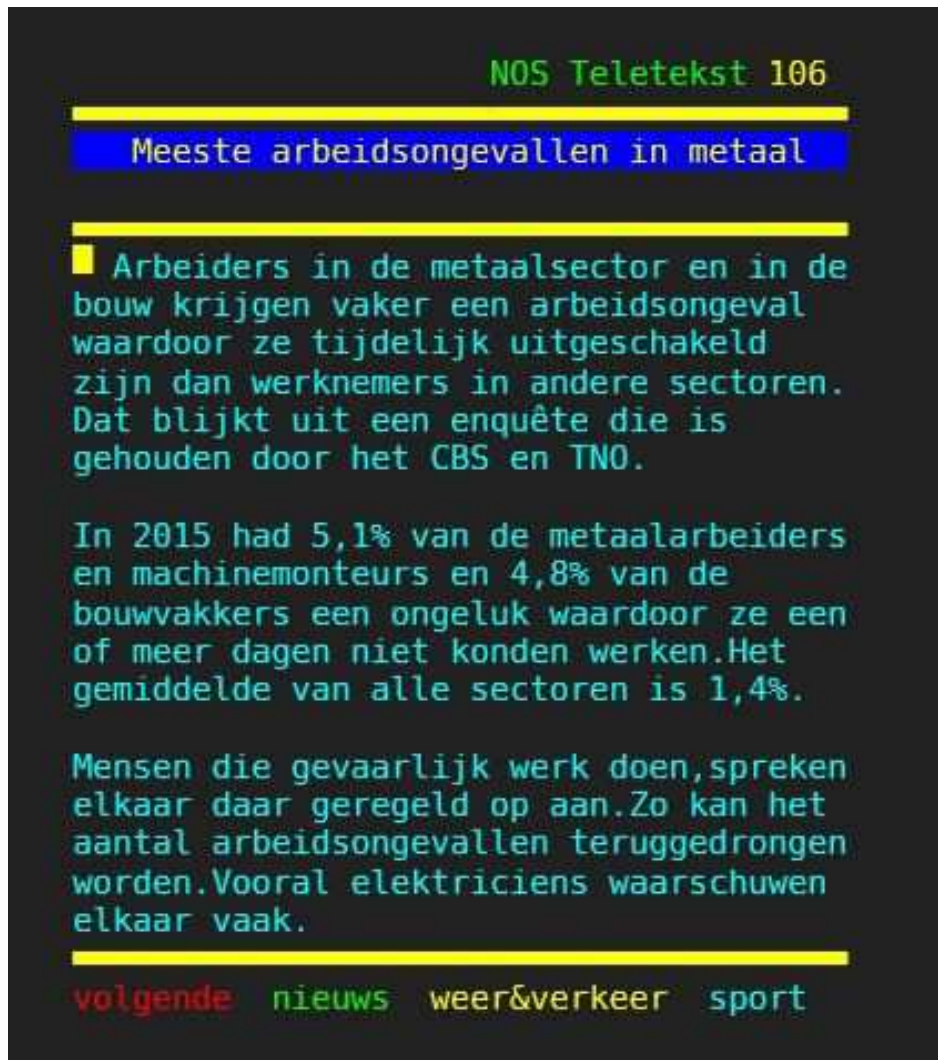 NOS Teletekst 106
Meeste arbeidsongevallen in metaal
Arbeiders in de metaalsector en in de
bouw krijgen vaker een arbeidsongeval
waardoor ze tijdelijk uitgeschakeld
zijn dan werknemers in andere sectoren.
Dat blijkt uit een enquête die is
gehouden door het CBS en TNO.
In 2015 had 5,1% van de metaalarbeiders
en machinemonteurs en 4,8% van de
bouwvakkers een ongeluk waardoor ze een
of meer dagen niet konden werken.Het
gemiddelde van alle sectoren is 1,4%.
Mensen die gevaarlijk werk doen,spreken
elkaar daar geregeld op aan.Zo kan het
aantal arbeidsongevallen teruggedrongen
worden.Vooral elektriciens waarschuwen
elkaar vaak.
volgende nieuws weer&verkeer sport